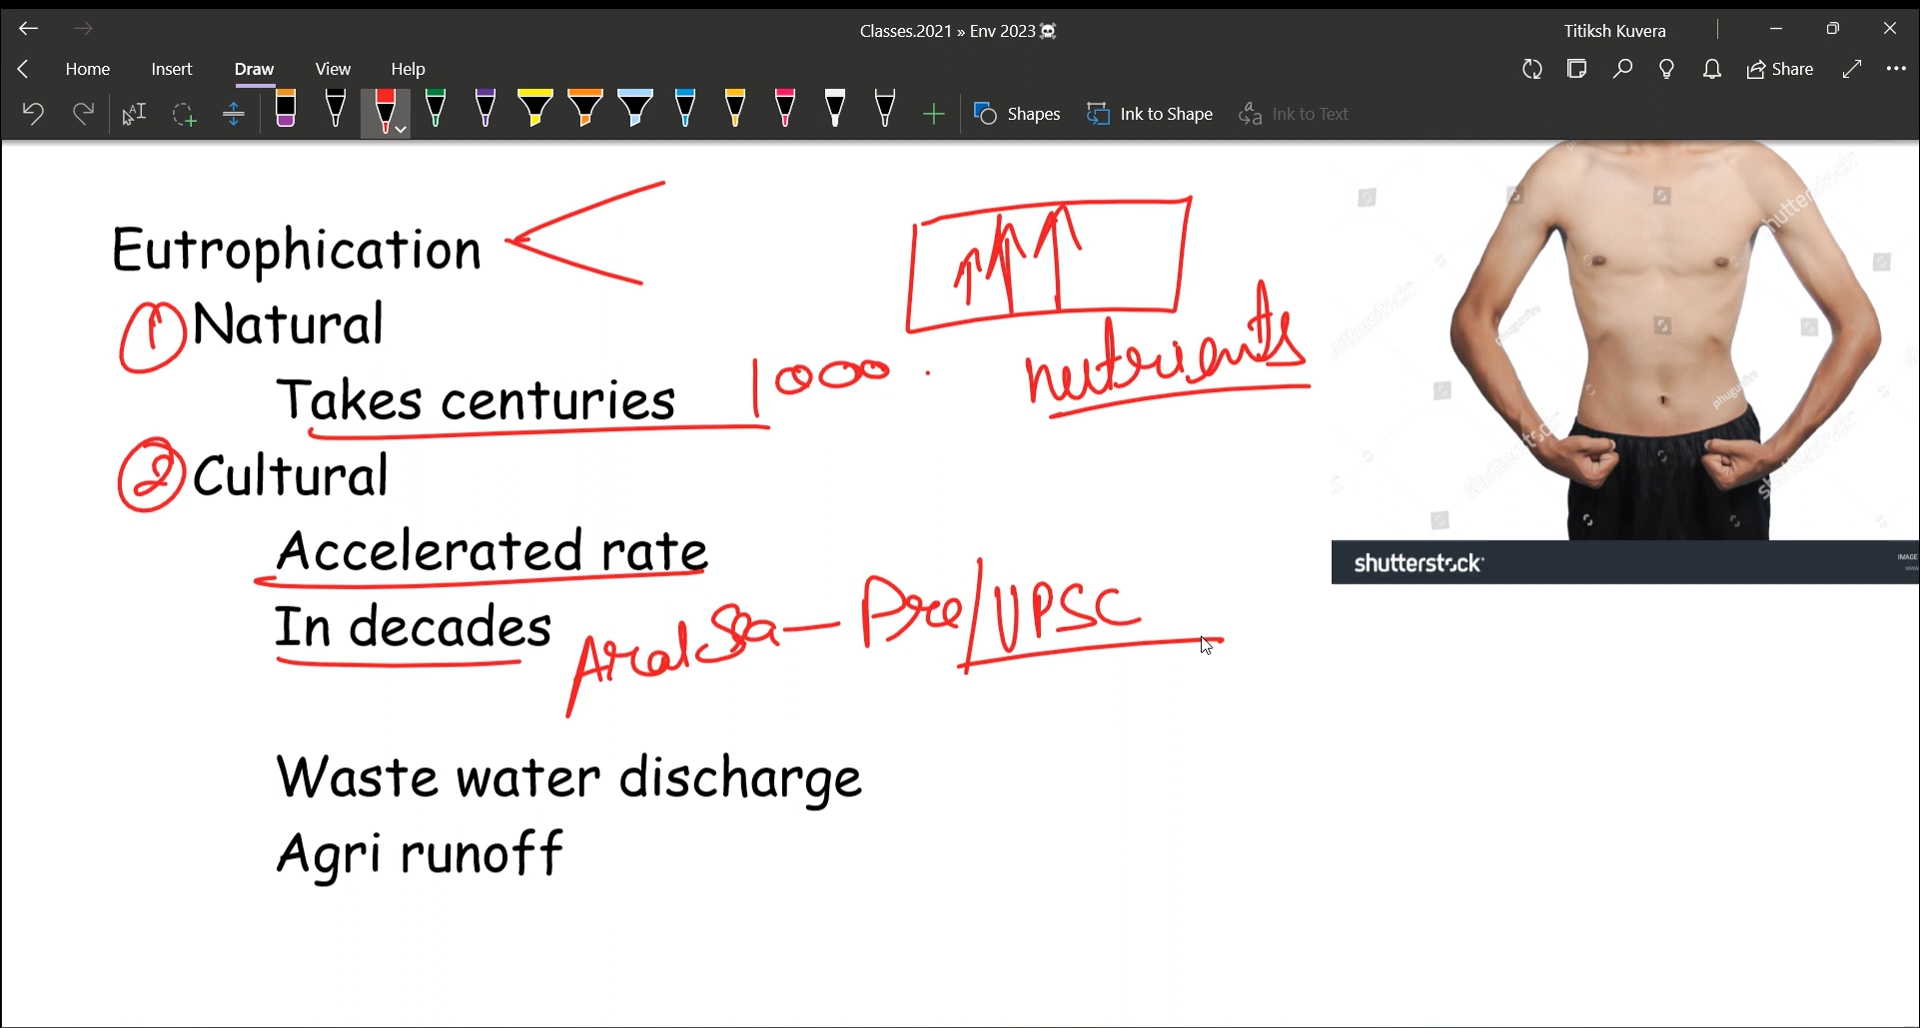 Classes.2021 » Env 2023
Titiksh Kuvera
Home Insert Draw View Help
Share
Shapes Ink to Shape Ink to Text
Eutrophication
① Natural
Takes centuries 1000.
nutrients
② Cultural
Accelerated rate
In decades
Aral Sea — Pre/UPSC
Waste water discharge
Agri runoff
shutterstock
IMAGE